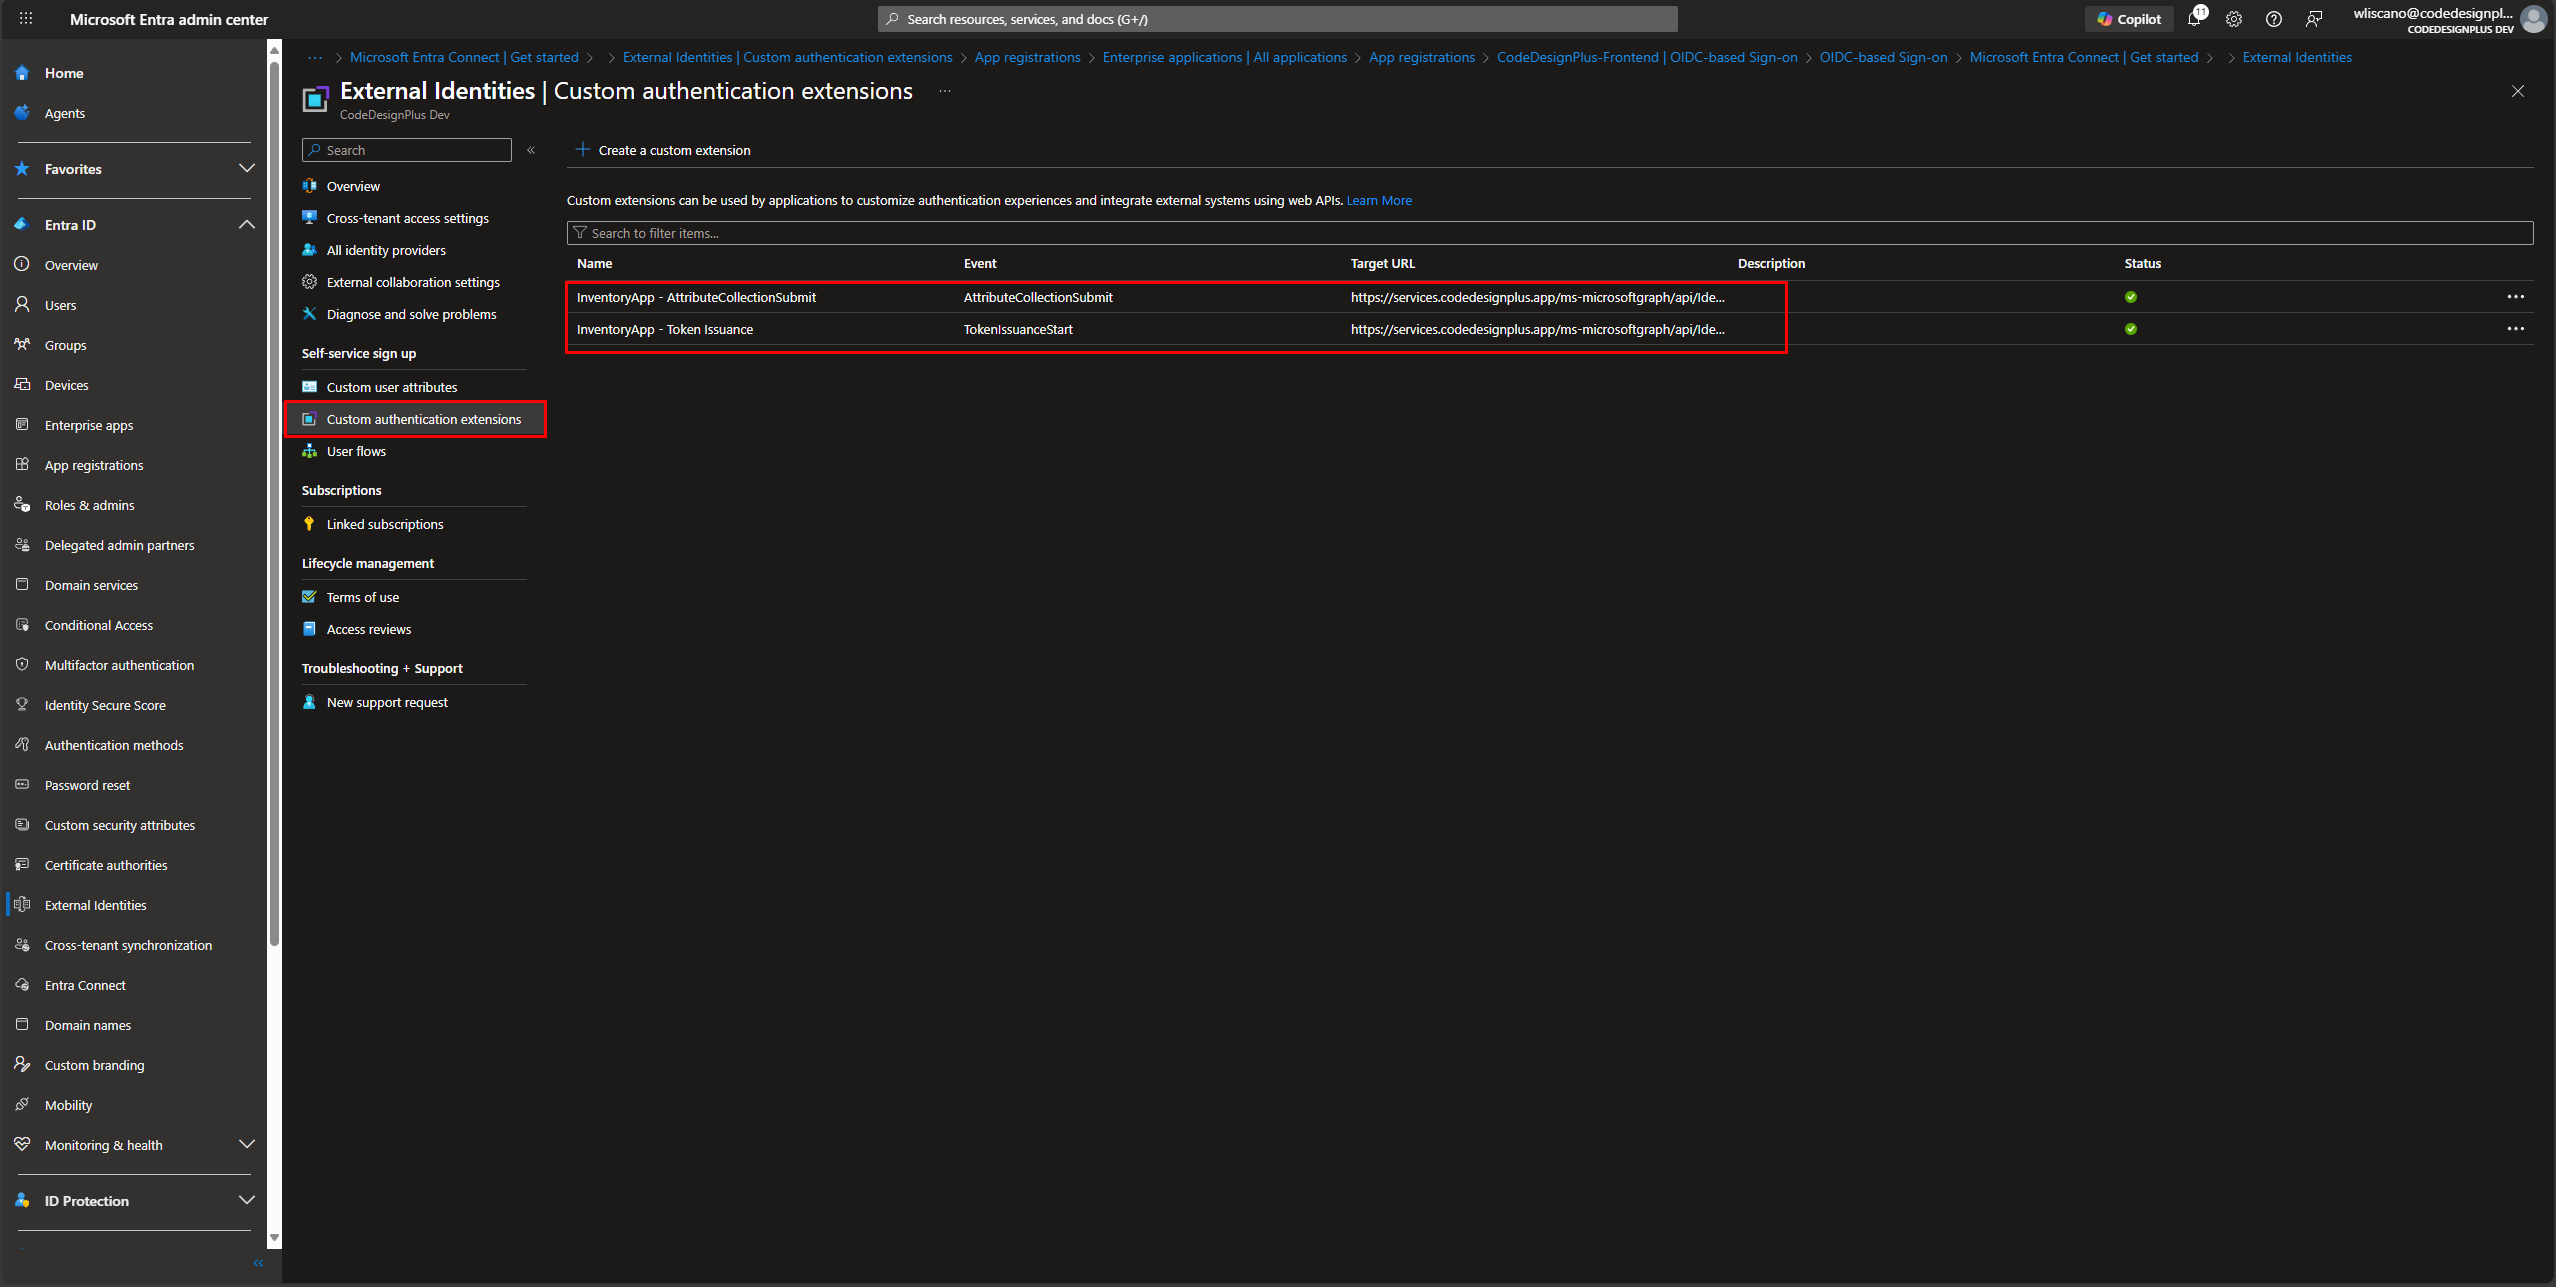 Microsoft Entra admin center
Search resources, services, and docs (G+/)
Copilot
11
wliscano@codedesignpl...
CODEDESIGNPLUS DEV
Home
Agents
Favorites
Entra ID
Overview
Users
Groups
Devices
Enterprise apps
App registrations
Roles & admins
Delegated admin partners
Domain services
Conditional Access
Multifactor authentication
Identity Secure Score
Authentication methods
Password reset
Custom security attributes
Certificate authorities
External Identities
Cross-tenant synchronization
Entra Connect
Domain names
Custom branding
Mobility
Monitoring & health
ID Protection
... > Microsoft Entra Connect | Get started > > External Identities | Custom authentication extensions > App registrations > Enterprise applications | All applications > App registrations > CodeDesignPlus-Frontend | OIDC-based Sign-on > OIDC-based Sign-on > Microsoft Entra Connect | Get started > > External Identities
External Identities | Custom authentication extensions ...
CodeDesignPlus Dev
Search
Overview
Cross-tenant access settings
All identity providers
External collaboration settings
Diagnose and solve problems
Self-service sign up
Custom user attributes
Custom authentication extensions
User flows
Subscriptions
Linked subscriptions
Lifecycle management
Terms of use
Access reviews
Troubleshooting + Support
New support request
Create a custom extension
Custom extensions can be used by applications to customize authentication experiences and integrate external systems using web APIs. Learn More
Search to filter items...
Name Event Target URL Description Status
InventoryApp - AttributeCollectionSubmit AttributeCollectionSubmit https://services.codedesignplus.app/ms-microsoftgraph/api/Ide...
InventoryApp - Token Issuance TokenIssuanceStart https://services.codedesignplus.app/ms-microsoftgraph/api/Ide...